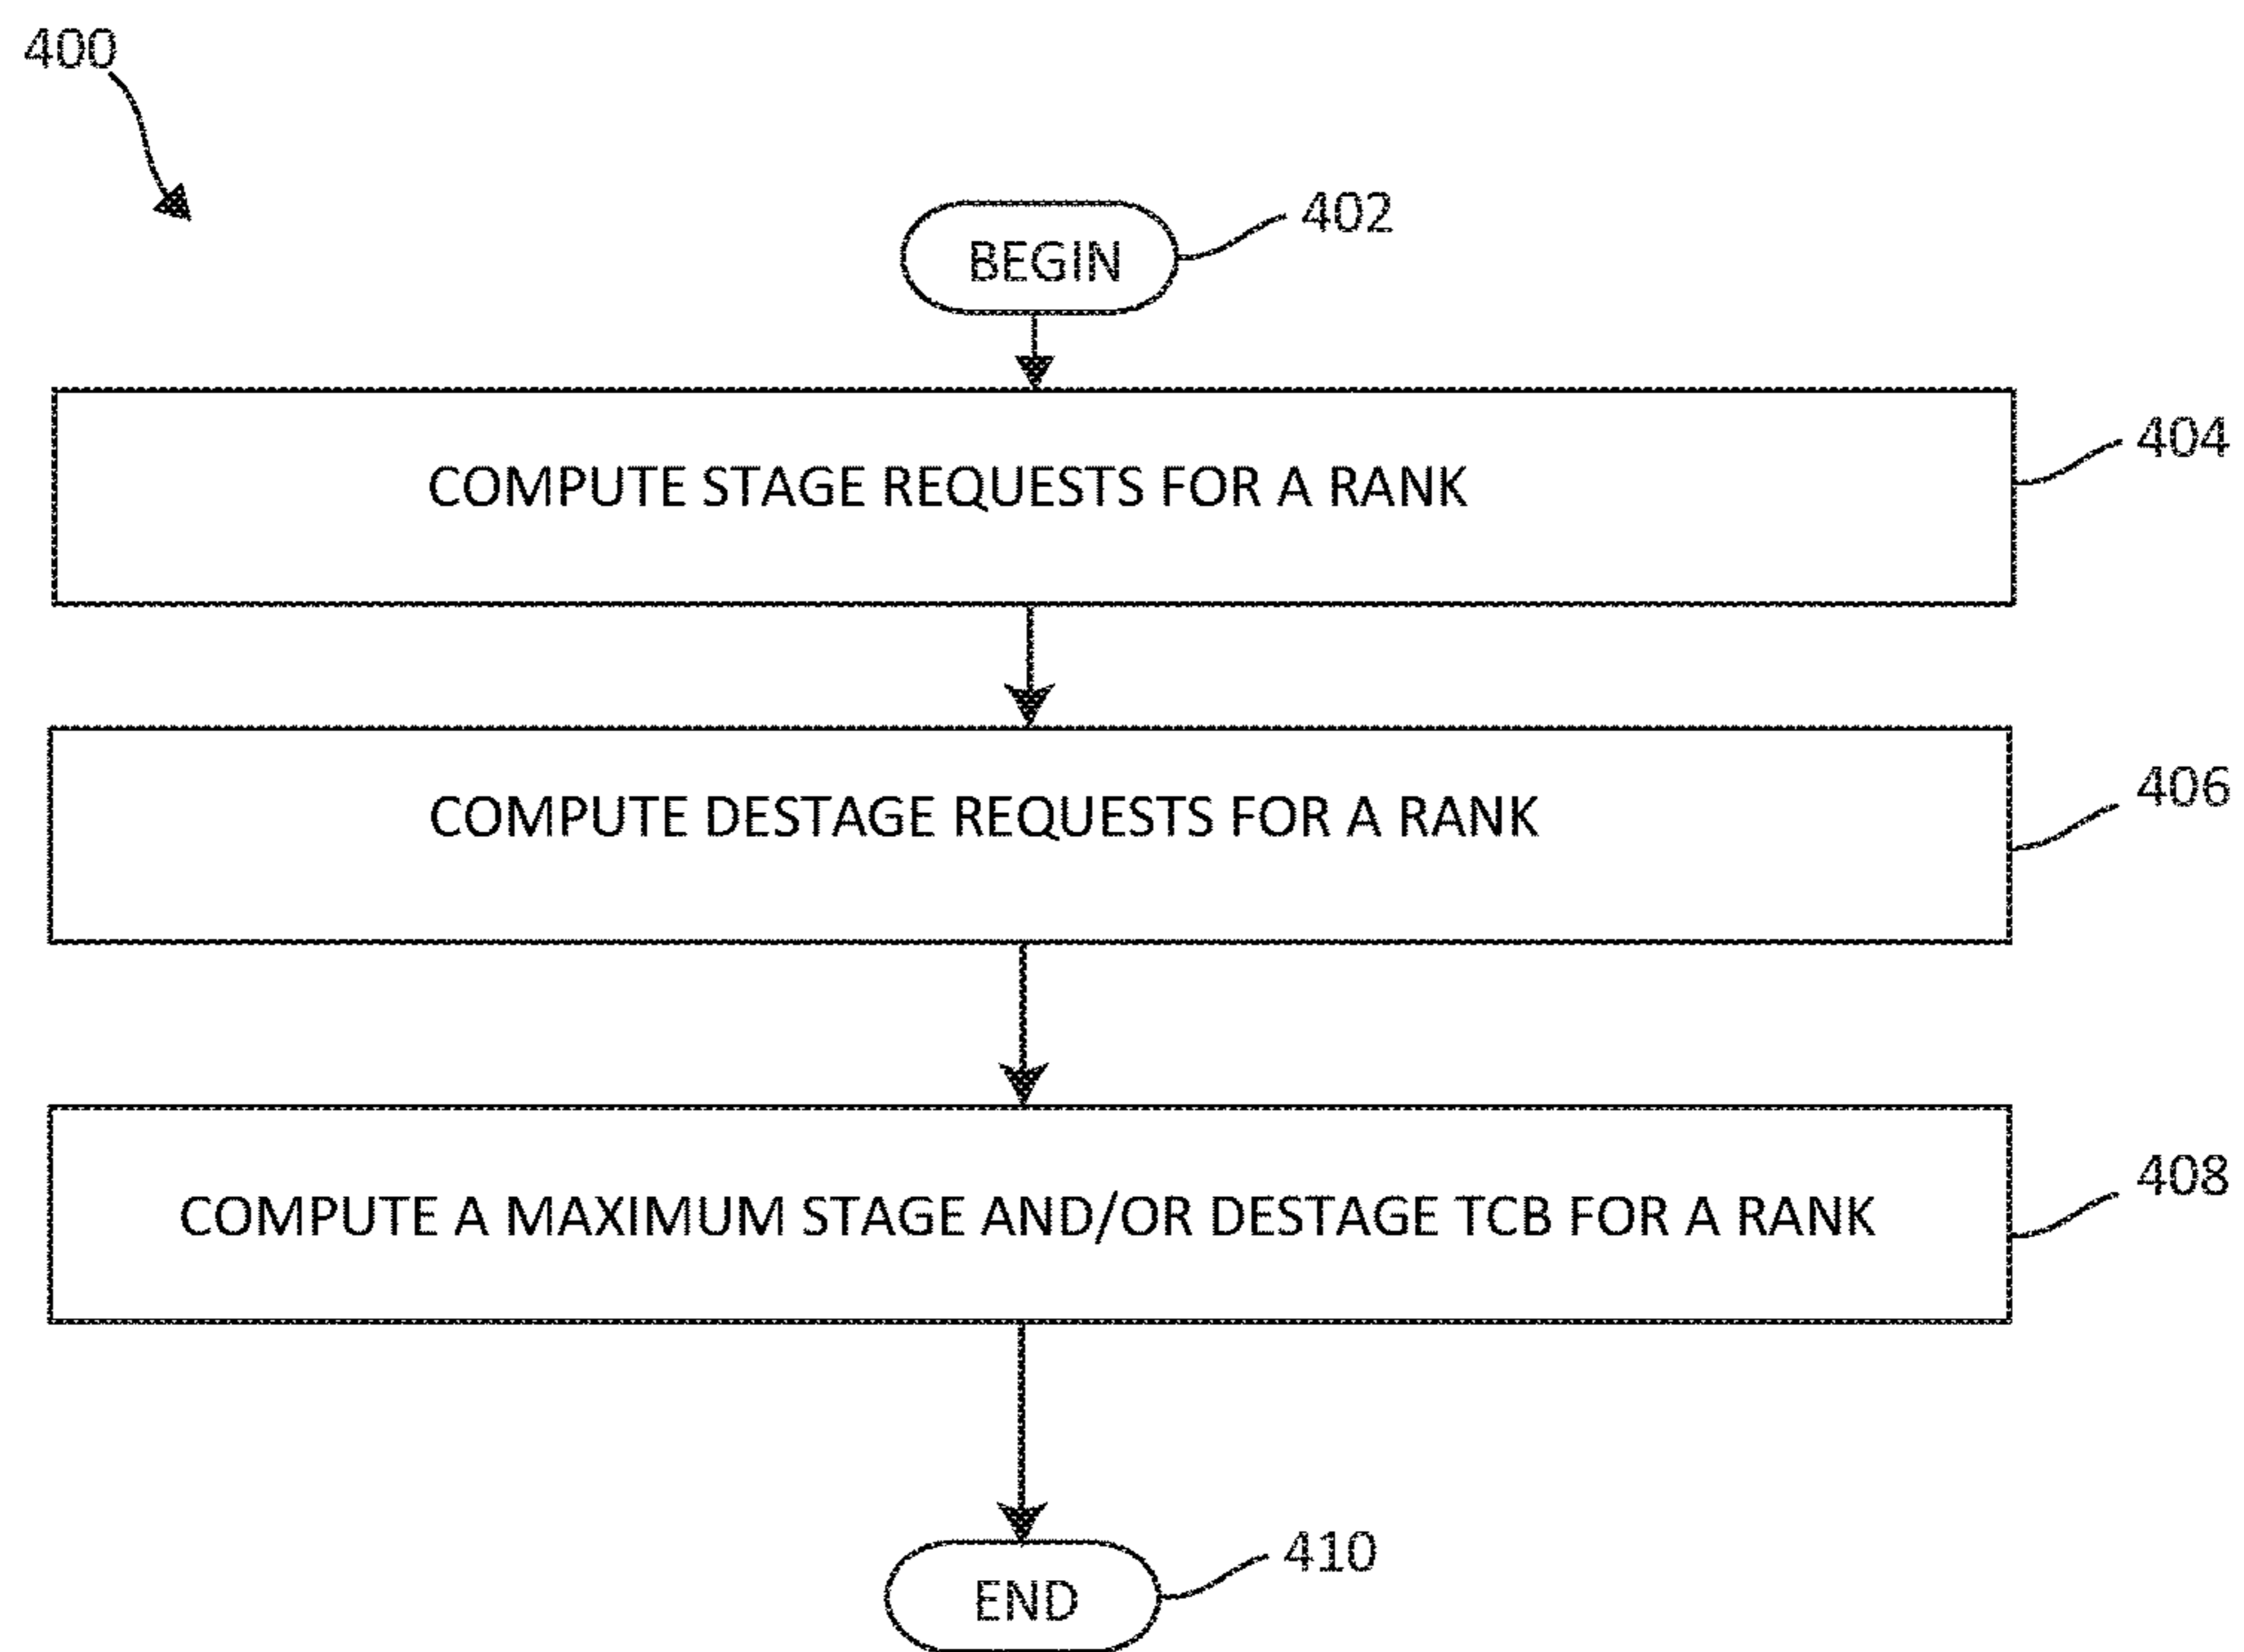 400
BEGIN
402
COMPUTE STAGE REQUESTS FOR A RANK
404
COMPUTE DESTAGE REQUESTS FOR A RANK
406
COMPUTE A MAXIMUM STAGE AND/OR DESTAGE TCB FOR A RANK
408
END
410